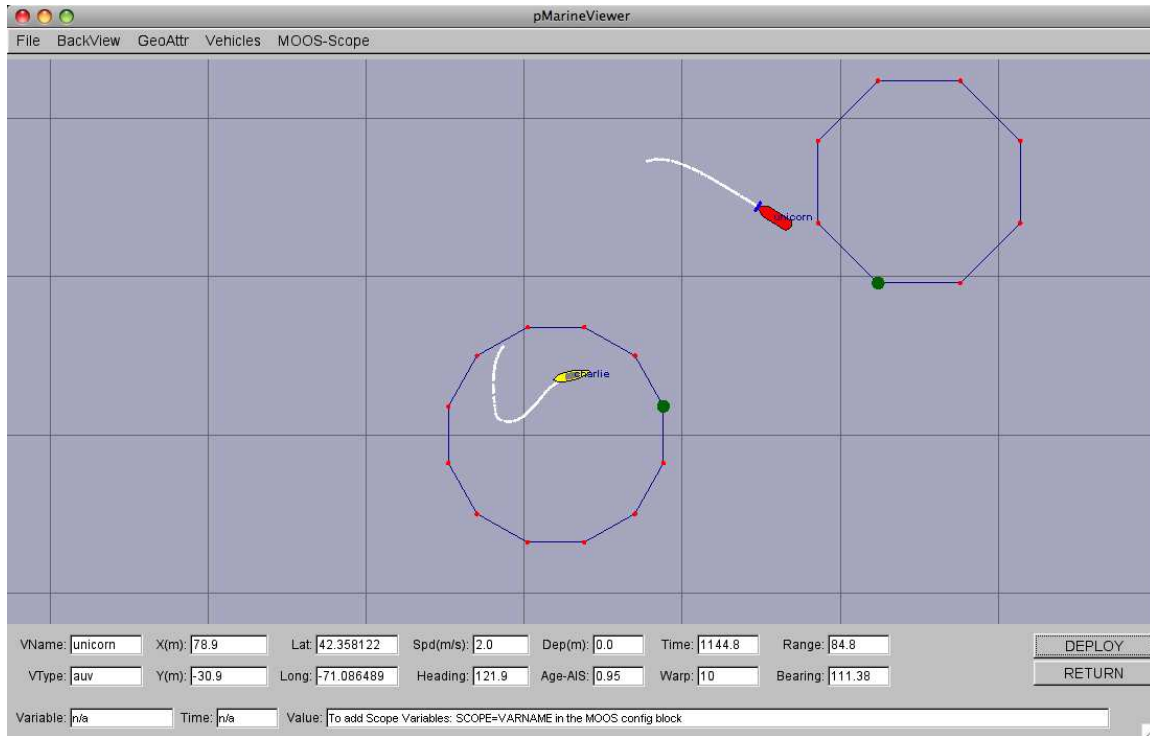 pMarineViewer
File BackView GeoAttr Vehicles MOOS-Scope
unicorn
charlie
VName: unicorn X(m): 78.9 Lat: 42.358122 Spd(m/s): 2.0 Dep(m): 0.0 Time: 1144.8 Range: 84.8 DEPLOY
VType: auv Y(m): -30.9 Long: -71.086489 Heading: 121.9 Age-AIS: 0.95 Warp: 10 Bearing: 111.38 RETURN
Variable: n/a Time: n/a Value: To add Scope Variables: SCOPE=VARNAME in the MOOS config block